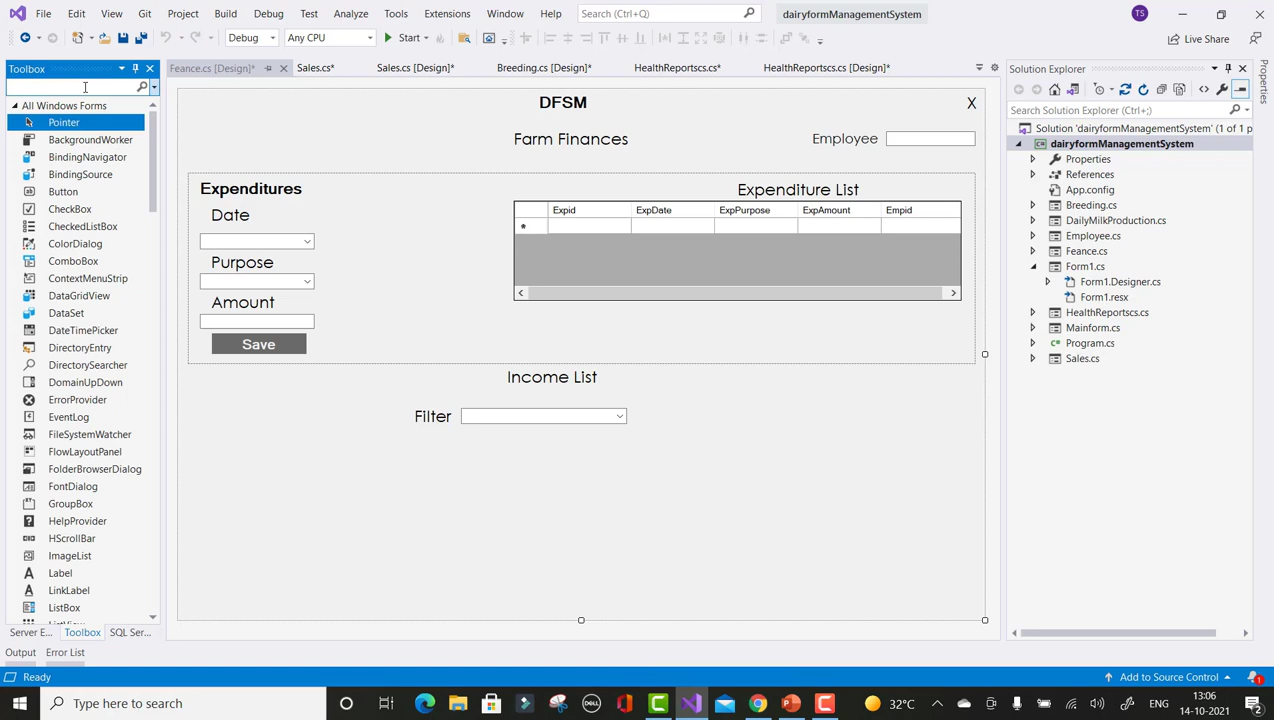 File Edit View Git Project Build Debug Test Analyze Tools Extensions Window Help Search (Ctrl+Q) dairyformManagementSystem TS
Debug Any CPU Start Live Share
Toolbox
Feance.cs [Design]* Sales.cs* Sales.cs [Design]* Breeding.cs [Design]* HealthReportscs.cs* HealthReportscs.cs [Design]*
Solution Explorer
Properties
All Windows Forms
Pointer
BackgroundWorker
BindingNavigator
BindingSource
Button
CheckBox
CheckedListBox
ColorDialog
ComboBox
ContextMenuStrip
DataGridView
DataSet
DateTimePicker
DirectoryEntry
DirectorySearcher
DomainUpDown
ErrorProvider
EventLog
FileSystemWatcher
FlowLayoutPanel
FolderBrowserDialog
FontDialog
GroupBox
HelpProvider
HScrollBar
ImageList
Label
LinkLabel
ListBox
Server E... Toolbox SQL Ser...
DFSM X
Farm Finances Employee
Expenditures Expenditure List
Date
Expid ExpDate ExpPurpose ExpAmount Empid
*
Purpose
Amount
Save
Income List
Filter
Search Solution Explorer (Ctrl+;)
Solution 'dairyformManagementSystem' (1 of 1 p
dairyformManagementSystem
Properties
References
App.config
Breeding.cs
DailyMilkProduction.cs
Employee.cs
Feance.cs
Form1.cs
Form1.Designer.cs
Form1.resx
HealthReportscs.cs
Mainform.cs
Program.cs
Sales.cs
Output Error List
Ready Add to Source Control 1
Type here to search DELL 32°C ENG 13:06
14-10-2021 2